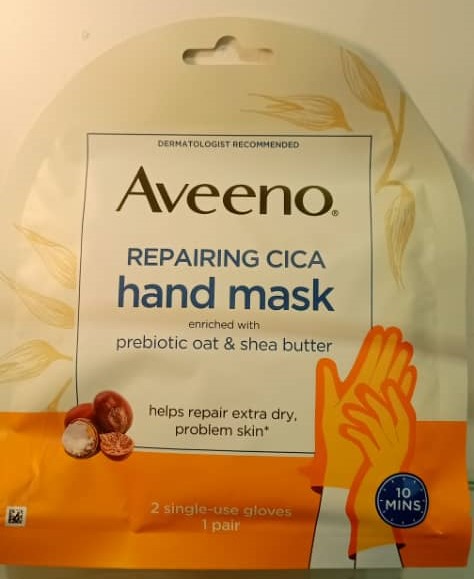 DERMATOLOGIST RECOMMENDED
Aveeno®
REPAIRING CICA
hand mask
enriched with
prebiotic oat & shea butter
helps repair extra dry,
problem skin*
10
MINS
2 single-use gloves
1 pair